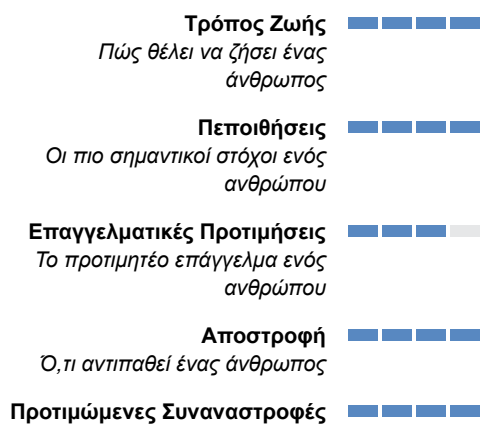 Τρόπος Ζωής
Πώς θέλει να ζήσει ένας
άνθρωπος
Πεποιθήσεις
Οι πιο σημαντικοί στόχοι ενός
ανθρώπου
Επαγγελματικές Προτιμήσεις
Το προτιμητέο επάγγελμα ενός
ανθρώπου
Αποστροφή
Ό,τι αντιπαθεί ένας άνθρωπος
Προτιμώμενες Συναναστροφές